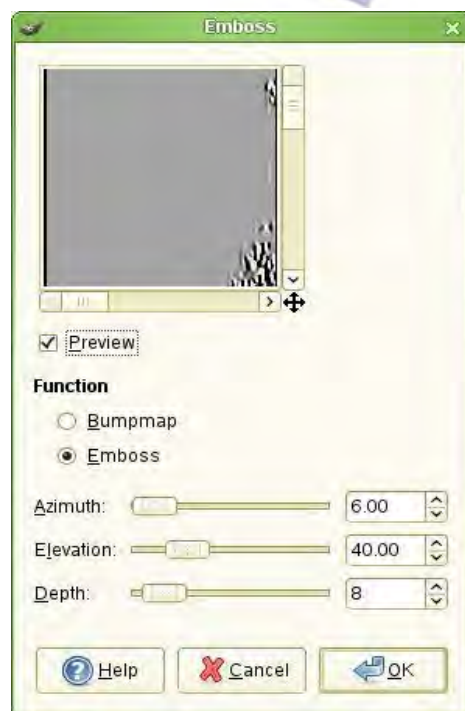 Emboss
Preview
Function
Bumpmap
Emboss
Azimuth: 6.00
Elevation: 40.00
Depth: 8
Help Cancel OK